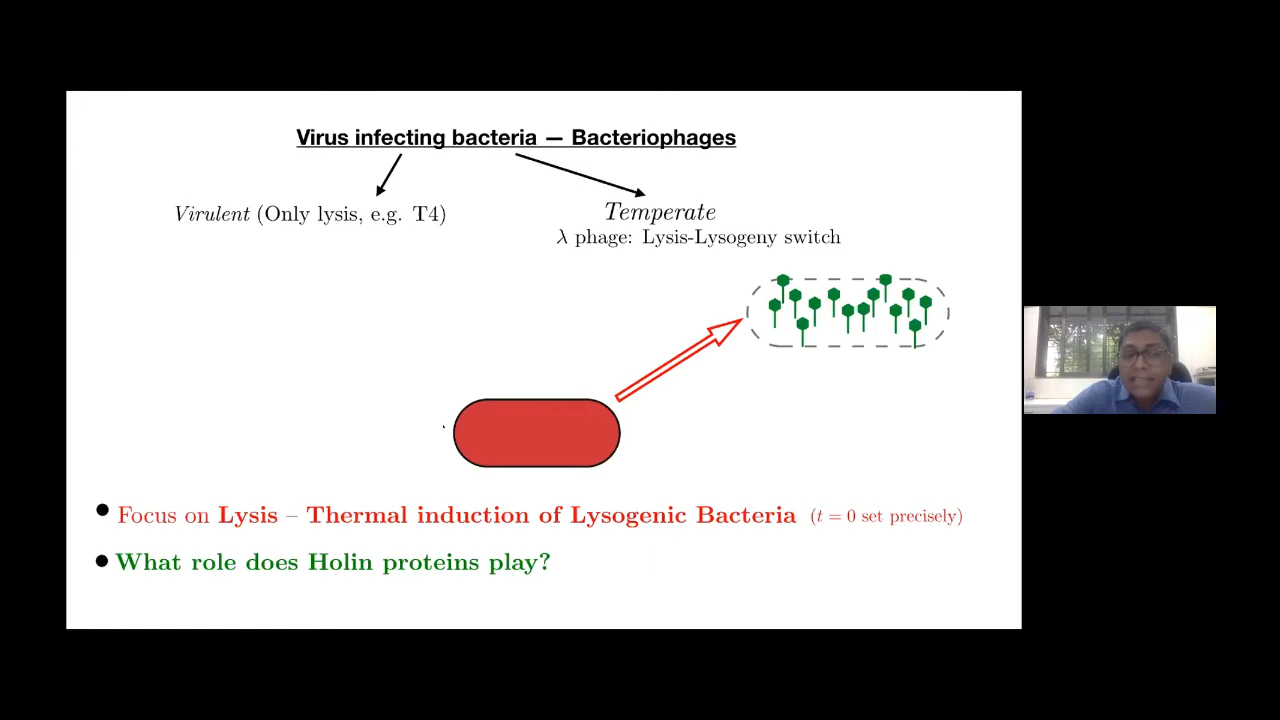 Virus infecting bacteria — Bacteriophages
Virulent (Only lysis, e.g. T4)
Temperate
λ phage: Lysis-Lysogeny switch
• Focus on Lysis – Thermal induction of Lysogenic Bacteria (t = 0 set precisely)
• What role does Holin proteins play?